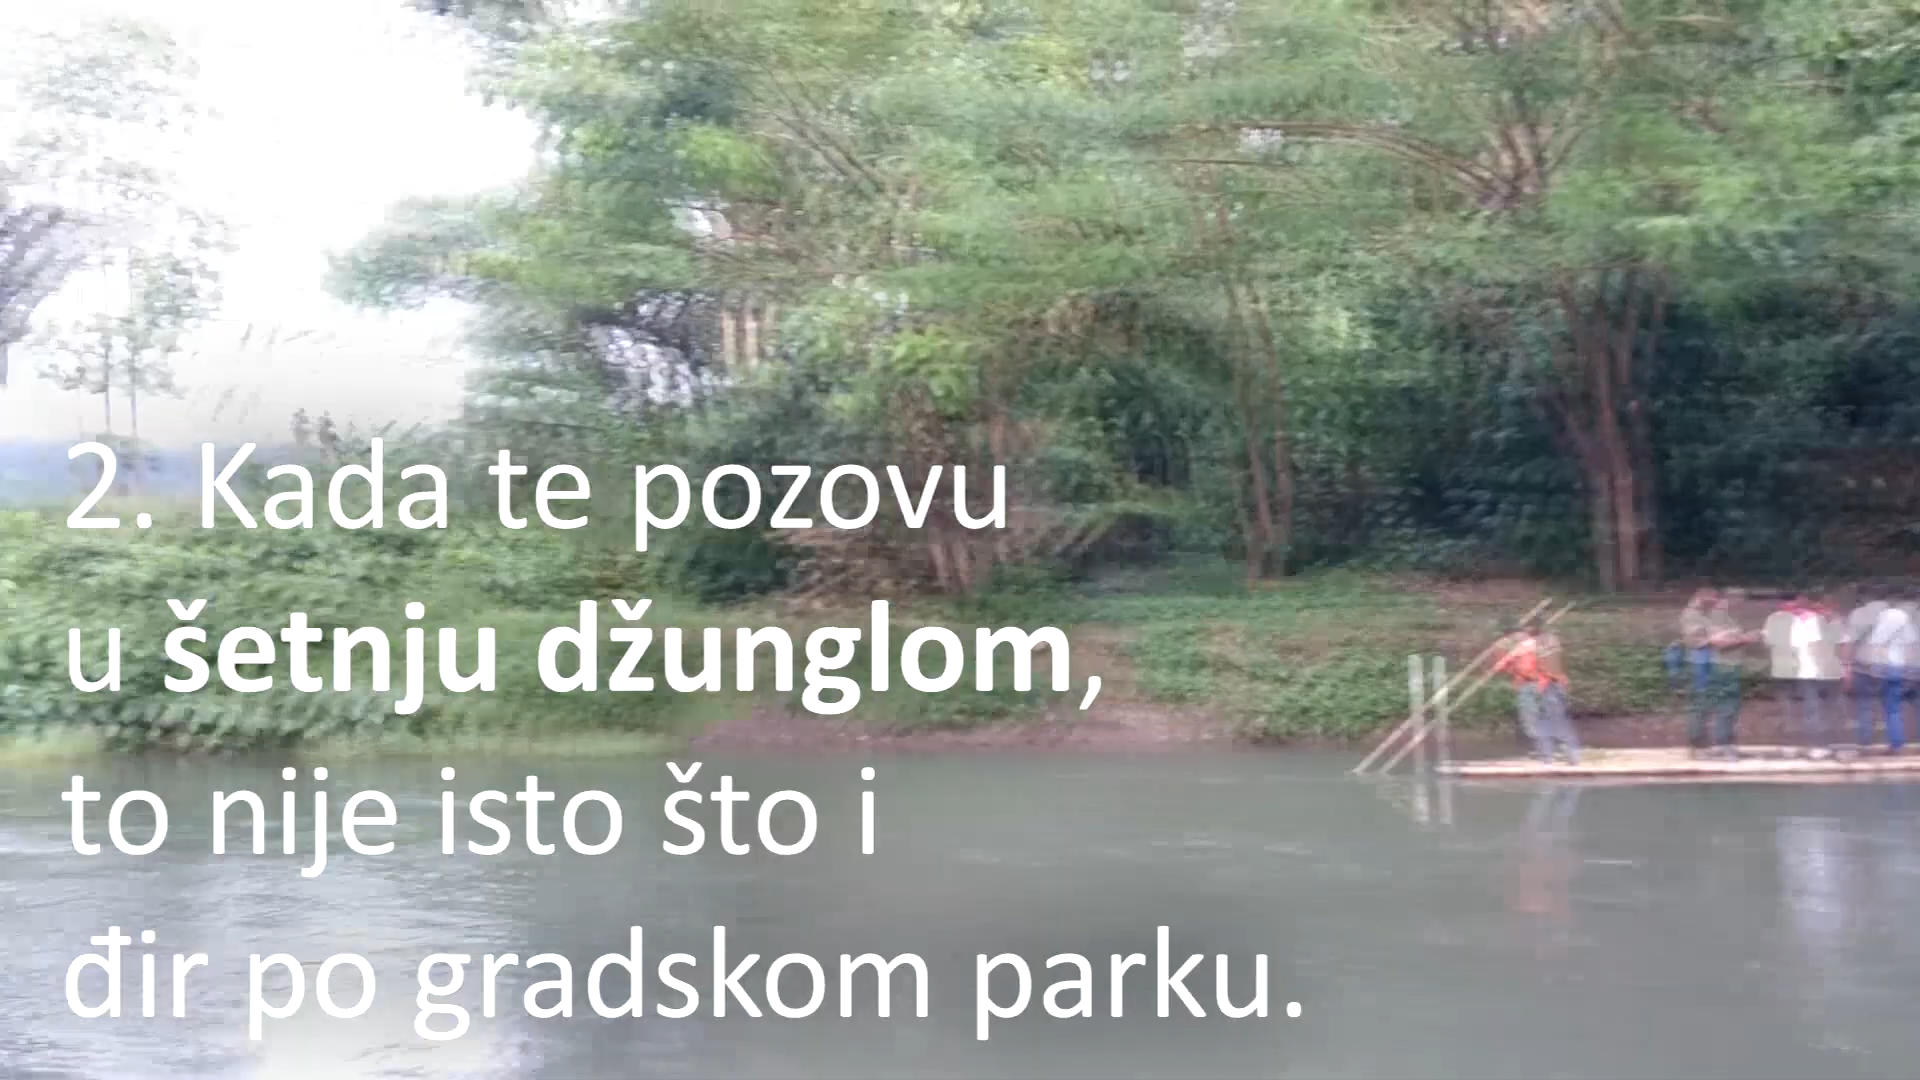 2. Kada te pozovu
u šetnju džunglom,
to nije isto što i
đir po gradskom parku.